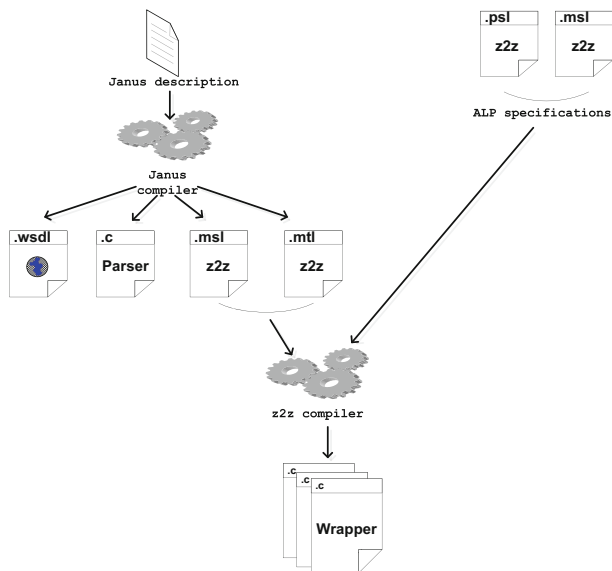 .psl
.msl
z2z
z2z
Janus description
ALP specifications
Janus
compiler
.wsdl
.c
.msl
.mtl
Parser
z2z
z2z
z2z compiler
.c
.c
.c
Wrapper